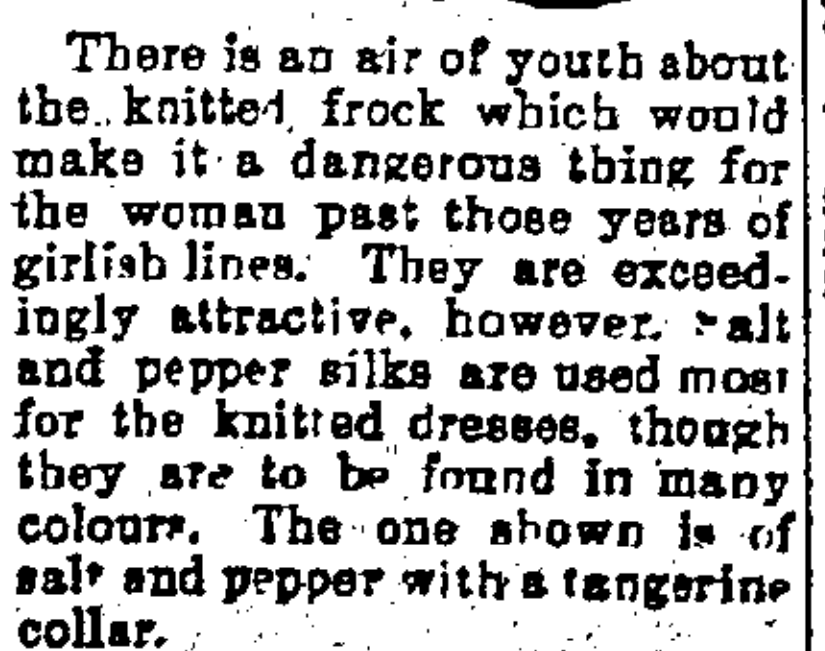 There is an air of youth about
the knitted frock which would
make it a dangerous thing for
the woman past those years of
girlish lines. They are exceed-
ingly attractive, however. Salt
and pepper silks are used most
for the knitted dresses, though
they are to be found in many
colours. The one shown is of
salt and pepper with a tangerine
collar.